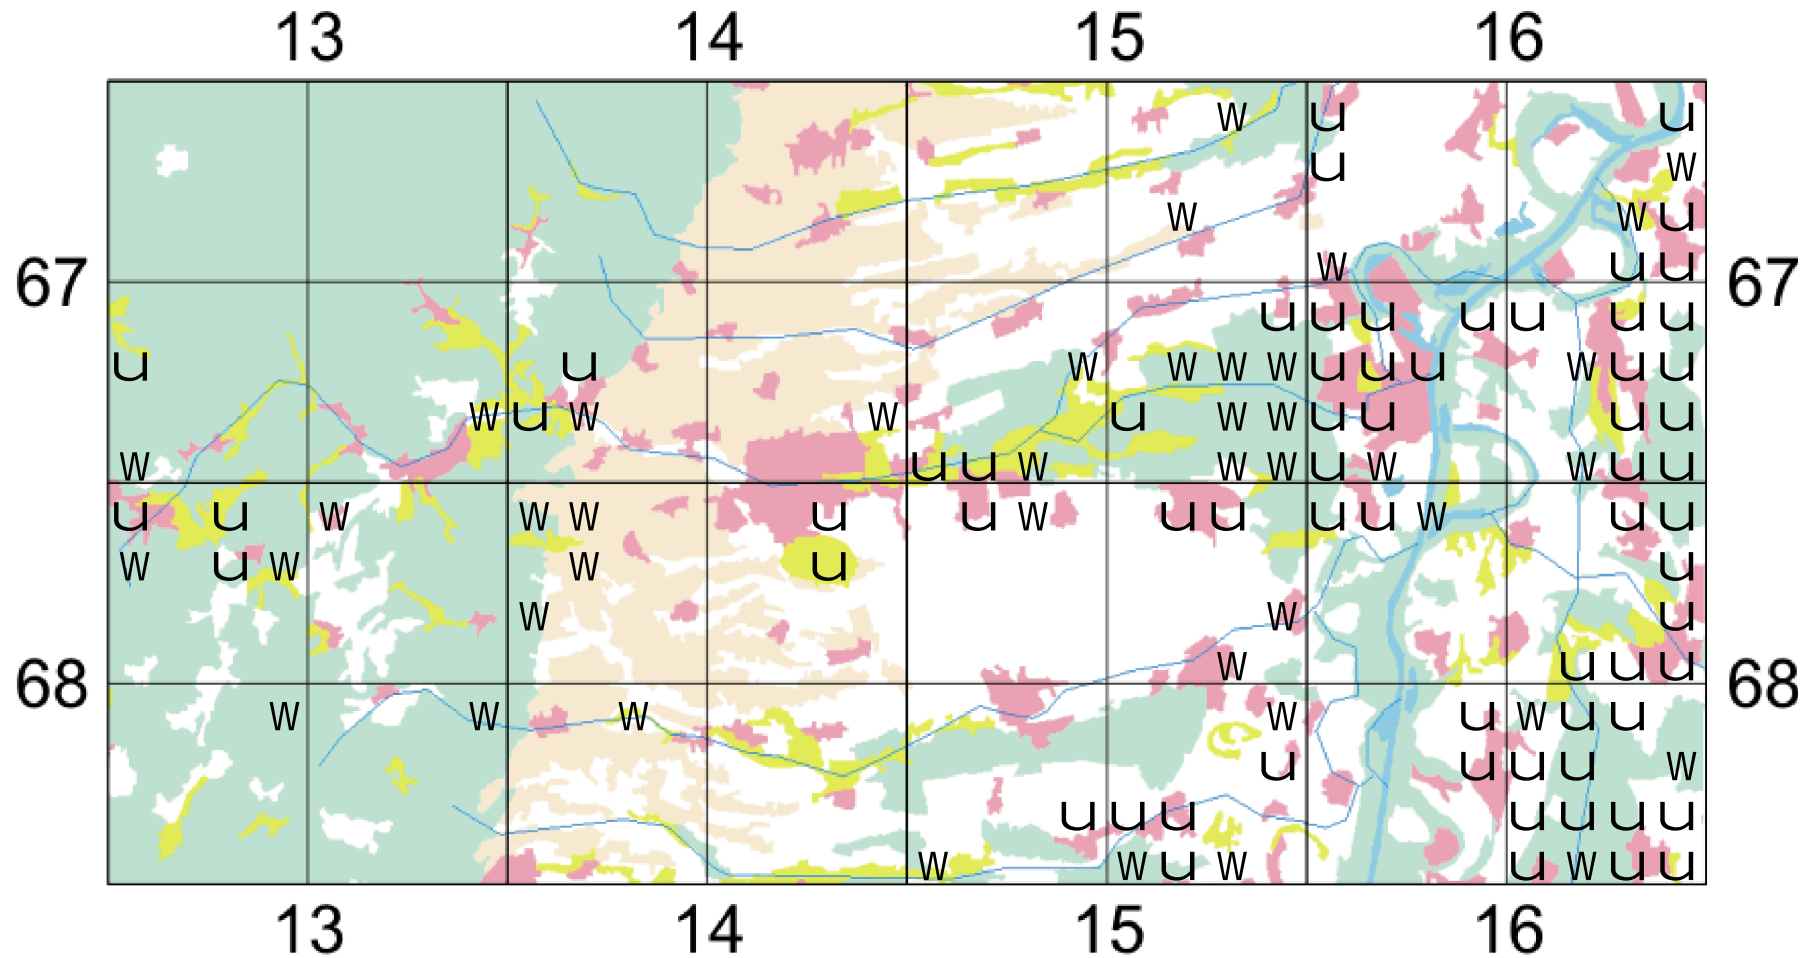 13 14 15 16
w u u
u w
w w u
67 w u u 67
u u u u u u u
u u w w w w u u u w u u
w u w w u w w u u u u
w u u w w w u w w u u
u u w w w u u w u u u u w u u
w u w w u u
w w u
68 w u u u 68
w w w w u w u u
u u u u w
u u u u u u u
w w u w u w u u
13 14 15 16